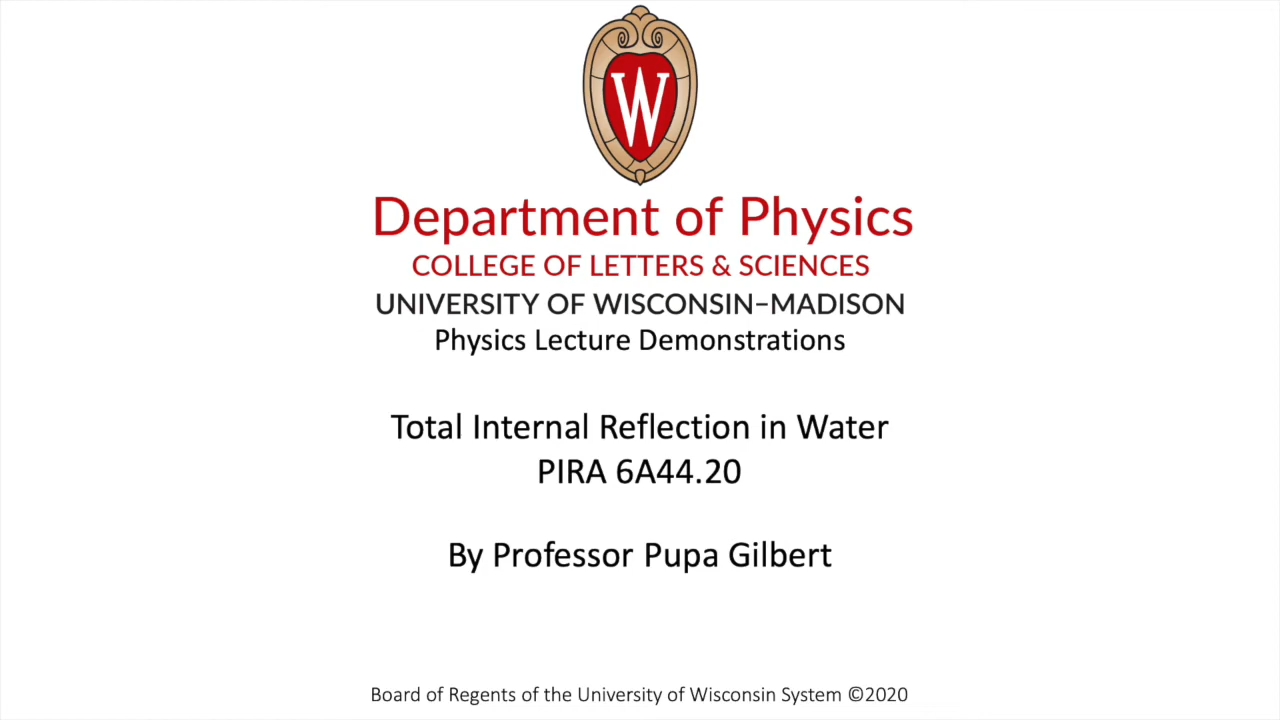 W
Department of Physics
COLLEGE OF LETTERS & SCIENCES
UNIVERSITY OF WISCONSIN–MADISON
Physics Lecture Demonstrations
Total Internal Reflection in Water
PIRA 6A44.20
By Professor Pupa Gilbert
Board of Regents of the University of Wisconsin System ©2020